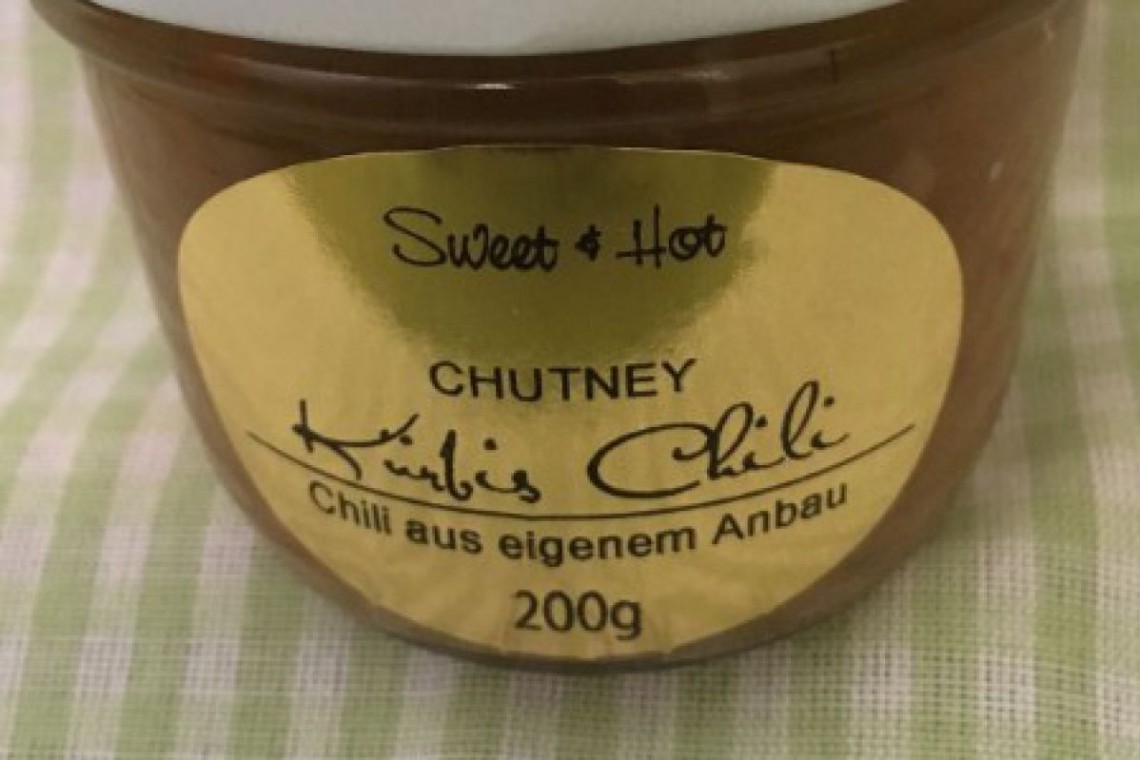 Sweet & Hot
CHUTNEY
Kürbis Chili
Chili aus eigenem Anbau
200g